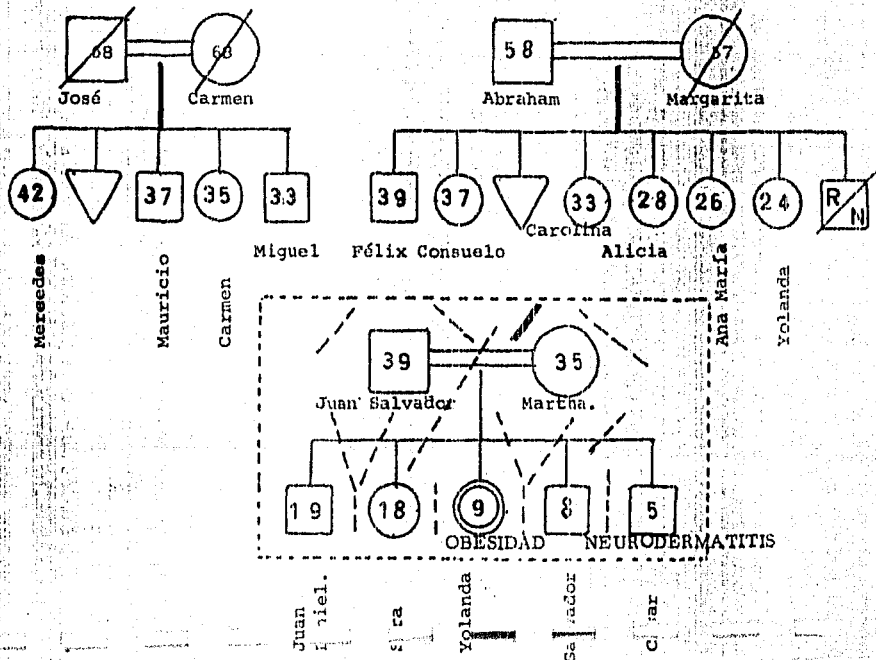 68 68 58 57
José Carmen Abraham Margarita
42 37 35 33 39 37 33 28 26 24 R N
Carolina
Miguel Félix Consuelo Alicia
Mersedes Mauricio Carmen Ana María Yolanda
39 35
Juan Salvador Martha.
19 18 9 8 5
OBESIDAD NEURODERMATITIS
Juan Yolanda